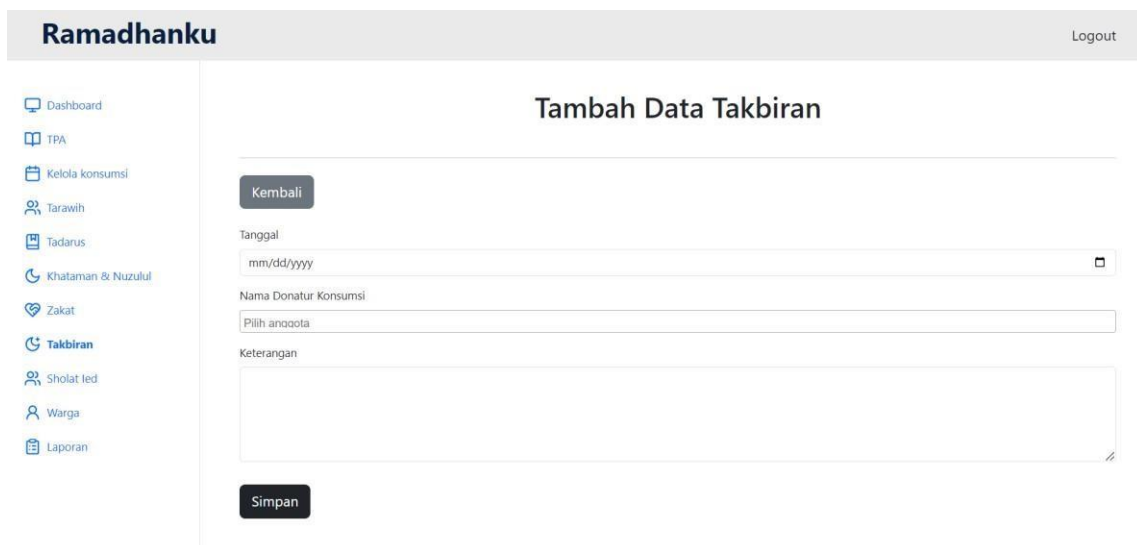 Ramadhanku
Logout
Dashboard
TPA
Kelola konsumsi
Tarawih
Tadarus
Khataman & Nuzulul
Zakat
Takbiran
Sholat Ied
Warga
Laporan
Tambah Data Takbiran
Kembali
Tanggal
mm/dd/yyyy
Nama Donatur Konsumsi
Pilih anggota
Keterangan
Simpan